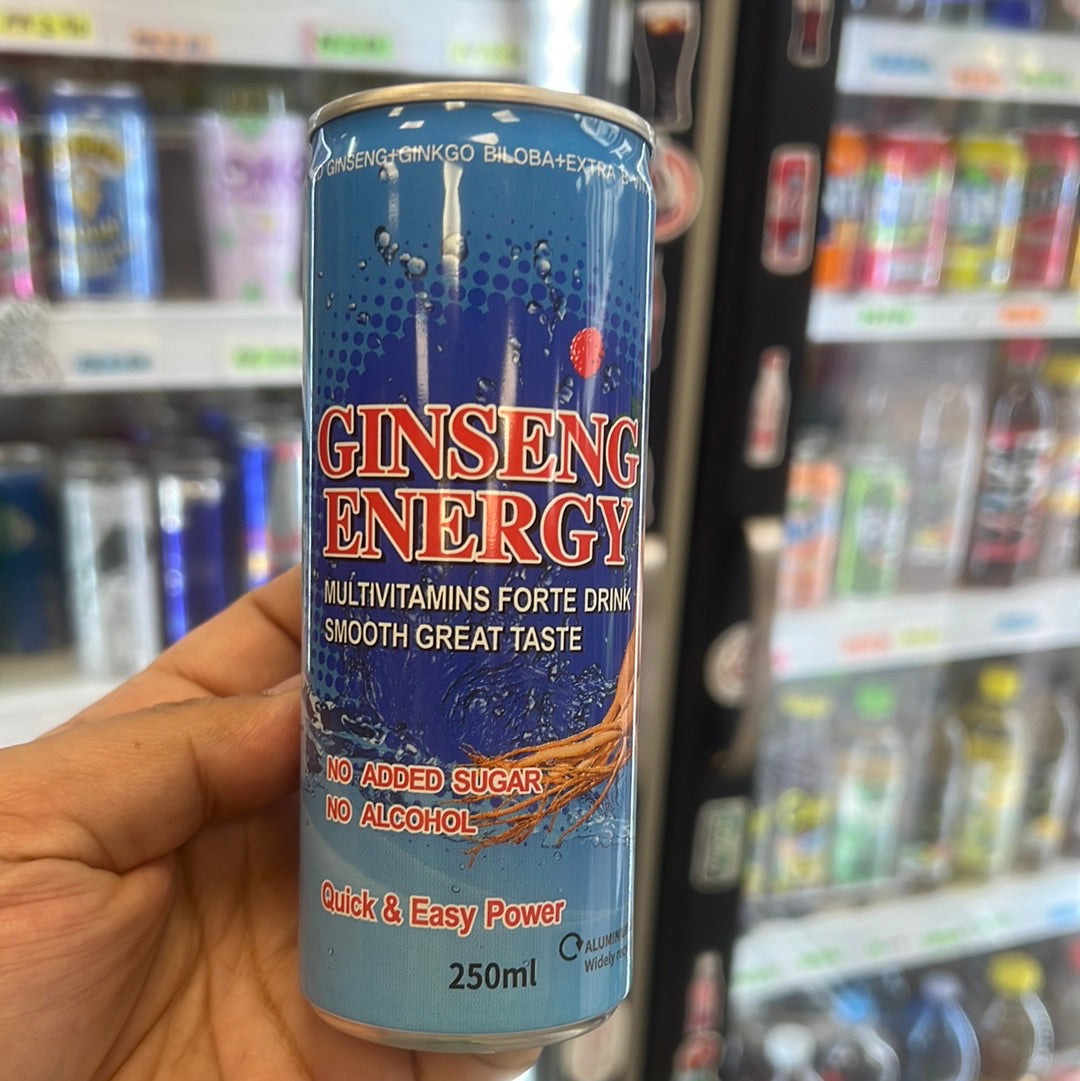 GINSENG+GINKGO BILOBA+EXTRA
GINSENG
ENERGY
MULTIVITAMINS FORTE DRINK
SMOOTH GREAT TASTE
NO ADDED SUGAR
NO ALCOHOL
Quick & Easy Power
250ml
Widely